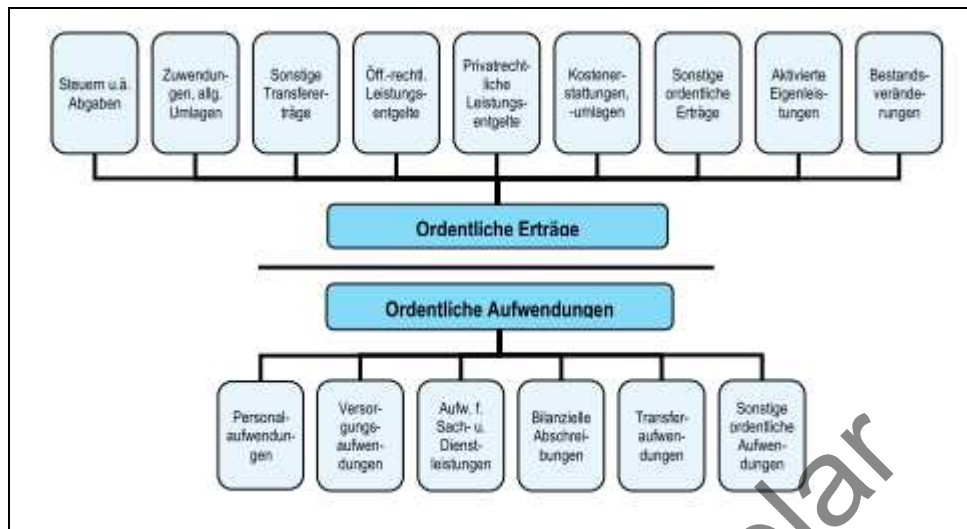 Steuern u.ä.
Abgaben
Zuwendun-
gen, allg.
Umlagen
Sonstige
Transferer-
träge
Öff.-rechtl.
Leistungs-
entgelte
Privatrecht-
liche
Leistungs-
entgelte
Kostener-
stattungen,
-umlagen
Sonstige
ordentliche
Erträge
Aktivierte
Eigenleis-
tungen
Bestands-
verände-
rungen
Ordentliche Erträge
Ordentliche Aufwendungen
Personal-
aufwendun-
gen
Versor-
gungs-
aufwen-
dungen
Aufw. f.
Sach- u.
Dienst-
leistungen
Bilanzielle
Abschrei-
bungen
Transfer-
aufwen-
dungen
Sonstige
ordentliche
Aufwen-
dungen